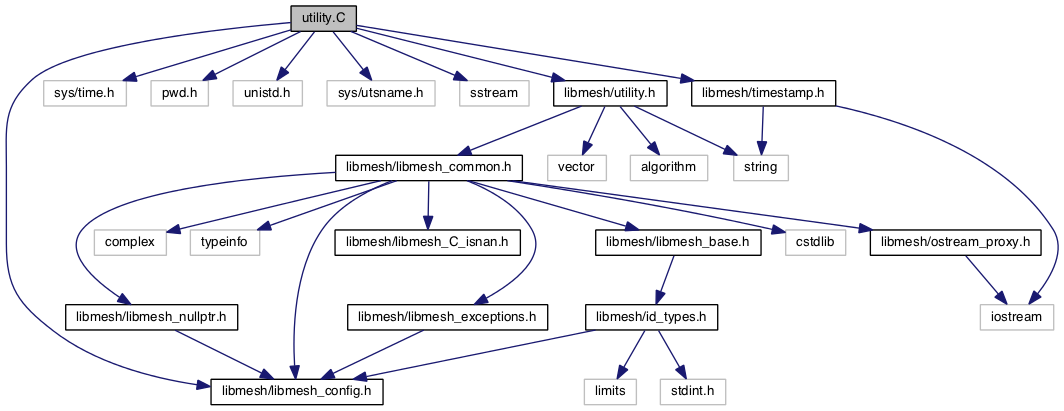 utility.C
sys/time.h
pwd.h
unistd.h
sys/utsname.h
sstream
libmesh/utility.h
libmesh/timestamp.h
libmesh/libmesh_common.h
vector
algorithm
string
complex
typeinfo
libmesh/libmesh_C_isnan.h
libmesh/libmesh_base.h
cstdlib
libmesh/ostream_proxy.h
libmesh/libmesh_nullptr.h
libmesh/libmesh_exceptions.h
libmesh/id_types.h
iostream
libmesh/libmesh_config.h
limits
stdint.h